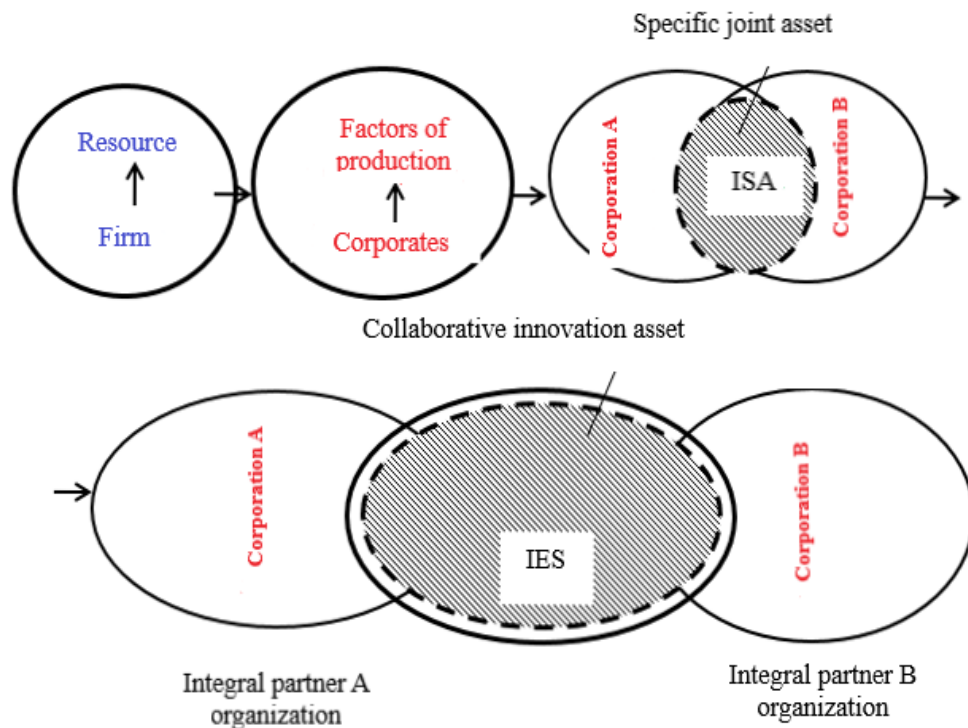 Specific joint asset
Resource
Firm
Factors of
production
Corporates
Corporation A
ISA
Corporation B
Collaborative innovation asset
Corporation A
IES
Corporation B
Integral partner A
organization
Integral partner B
organization